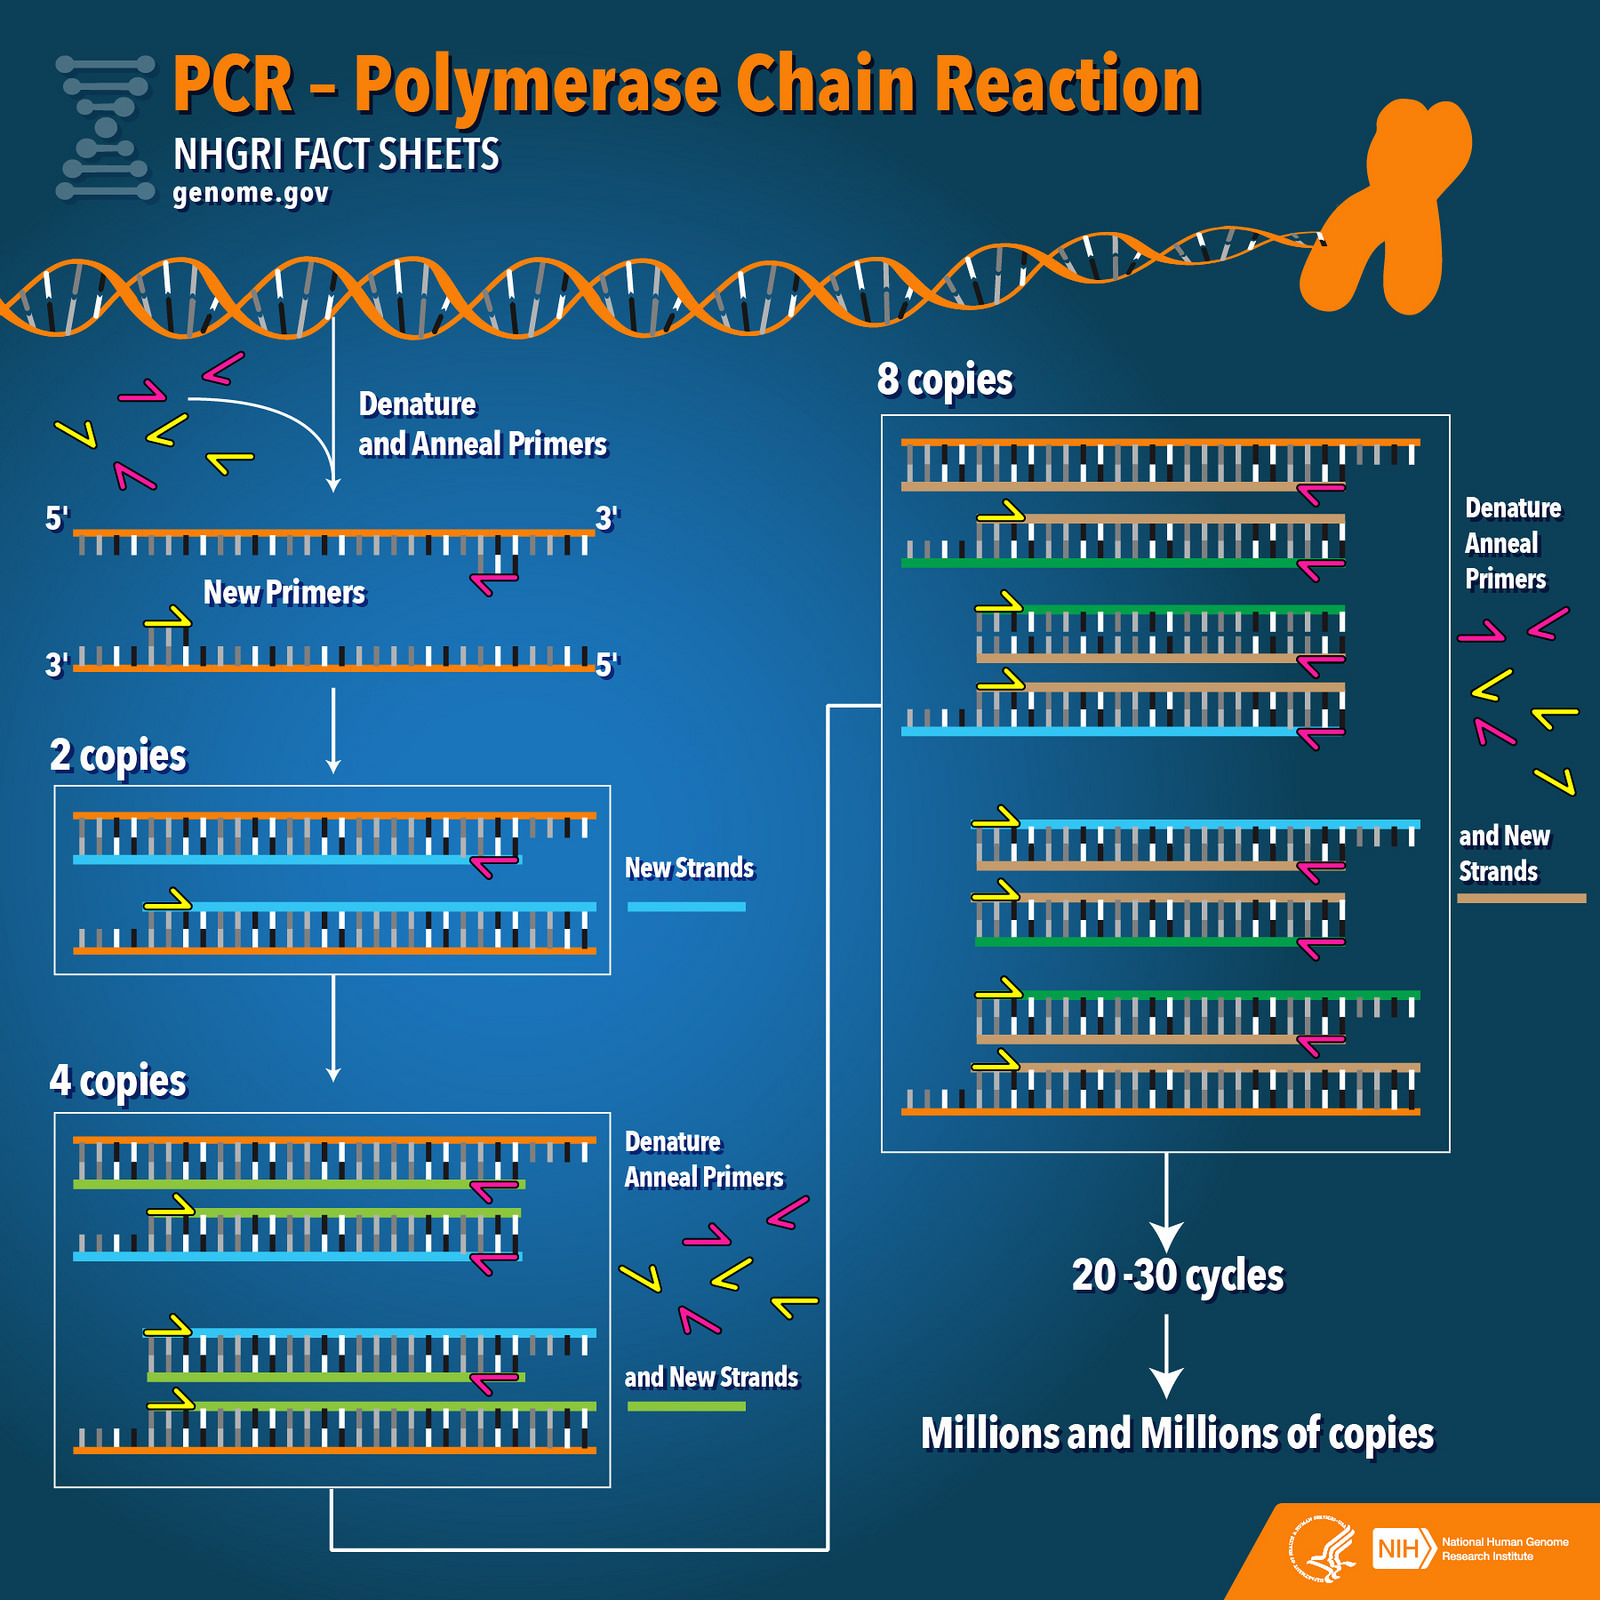 PCR – Polymerase Chain Reaction
NHGRI FACT SHEETS
genome.gov
Denature
and Anneal Primers
5'
3'
New Primers
3'
5'
2 copies
New Strands
4 copies
Denature
Anneal Primers
and New Strands
8 copies
Denature
Anneal
Primers
and New
Strands
20 -30 cycles
Millions and Millions of copies
NIH
National Human Genome
Research Institute